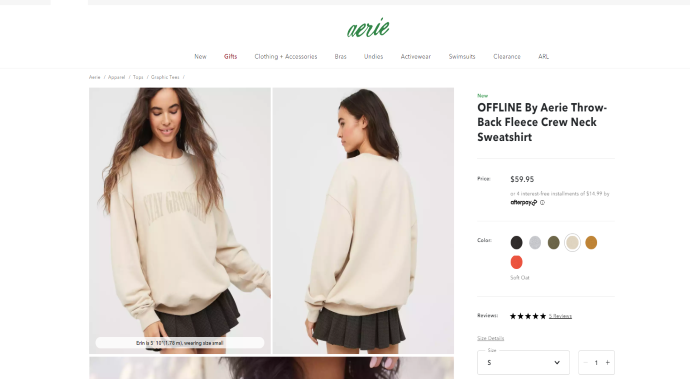 aerie
New Gifts Clothing + Accessories Bras Undies Activewear Swimsuits Clearance ARL
Aerie / Apparel / Tops / Graphic Tees /
New
OFFLINE By Aerie Throw-
Back Fleece Crew Neck
Sweatshirt
Price: $59.95
or 4 interest-free installments of $14.99 by
afterpay
Color:
Soft Oat
Reviews: ★★★★★ 5 Reviews
Size Details
Size
S
− 1 +
Erin is 5' 10" (1.78 m), wearing size small